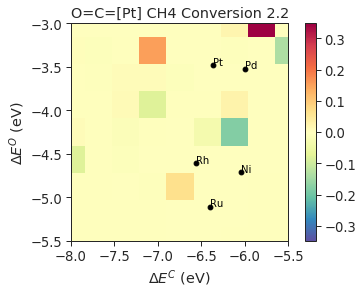 O=C=[Pt] CH4 Conversion 2.2
−3.0
−3.5
−4.0
−4.5
−5.0
−5.5
ΔE^O (eV)
Pt
Pd
Rh
Ni
Ru
−8.0 −7.5 −7.0 −6.5 −6.0 −5.5
ΔE^C (eV)
0.3
0.2
0.1
0.0
−0.1
−0.2
−0.3